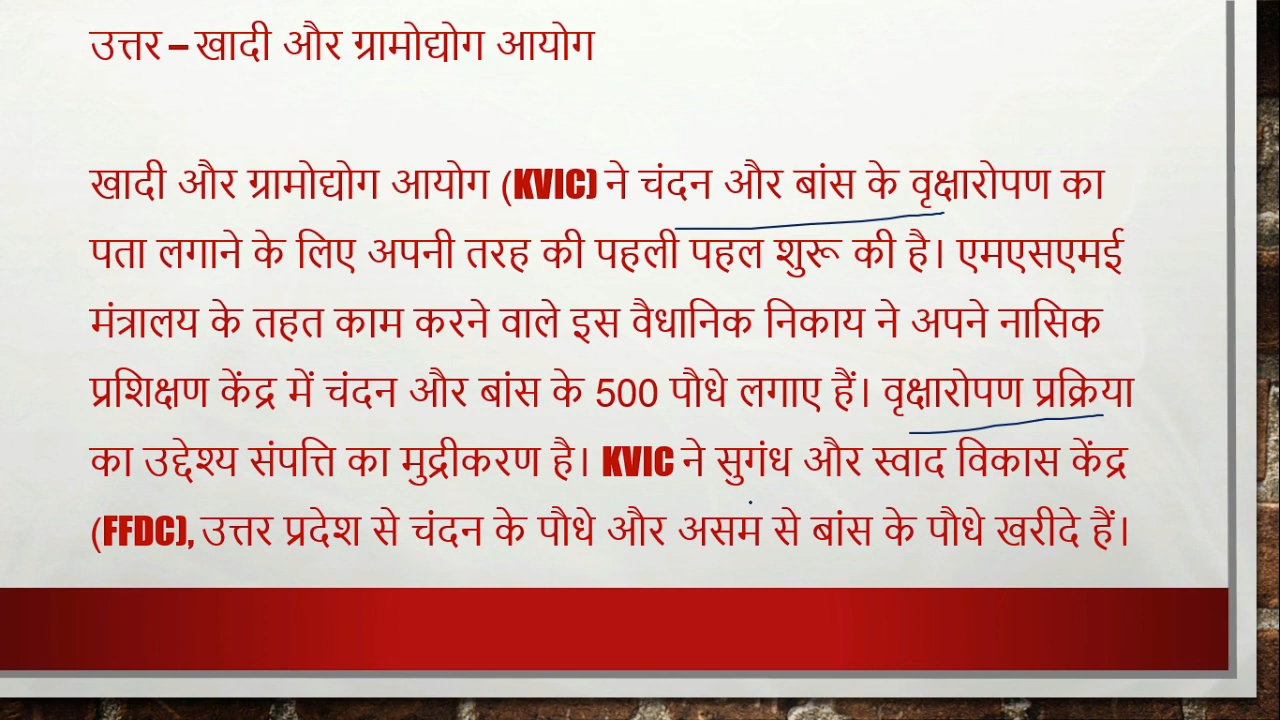 उत्तर – खादी और ग्रामोद्योग आयोग
खादी और ग्रामोद्योग आयोग (KVIC) ने चंदन और बांस के वृक्षारोपण का
पता लगाने के लिए अपनी तरह की पहली पहल शुरू की है। एमएसएमई
मंत्रालय के तहत काम करने वाले इस वैधानिक निकाय ने अपने नासिक
प्रशिक्षण केंद्र में चंदन और बांस के 500 पौधे लगाए हैं। वृक्षारोपण प्रक्रिया
का उद्देश्य संपत्ति का मुद्रीकरण है। KVIC ने सुगंध और स्वाद विकास केंद्र
(FFDC), उत्तर प्रदेश से चंदन के पौधे और असम से बांस के पौधे खरीदे हैं।